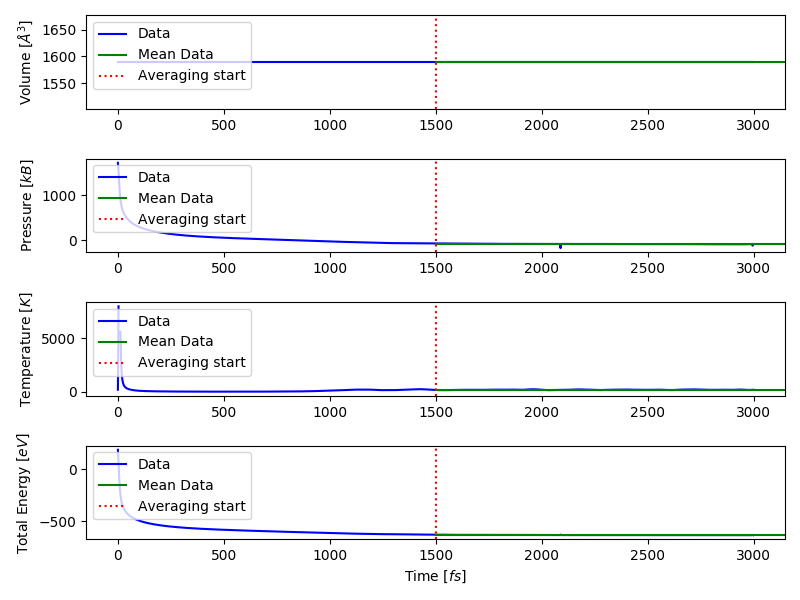 Volume [Å³]
1650
1600
1550
Data
Mean Data
Averaging start
0 500 1000 1500 2000 2500 3000
Pressure [kB]
1000
0
Data
Mean Data
Averaging start
0 500 1000 1500 2000 2500 3000
Temperature [K]
5000
0
Data
Mean Data
Averaging start
0 500 1000 1500 2000 2500 3000
Total Energy [eV]
0
−500
Data
Mean Data
Averaging start
0 500 1000 1500 2000 2500 3000
Time [fs]